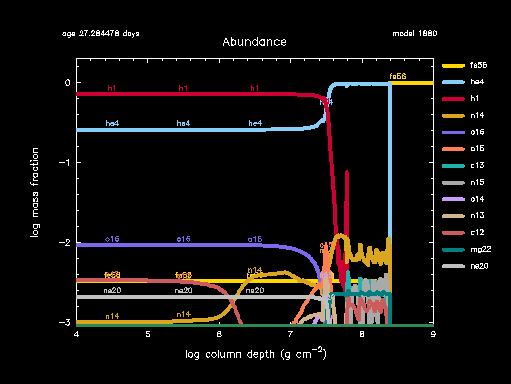 age 27.284478 days
model 1880
Abundance
log mass fraction
0
−1
−2
−3
4
5
6
7
8
9
log column depth (g cm⁻²)
h1 h1 h1
he4 he4 he4
fe56
o16 o16 o16
n14
ne20 ne20 ne20
n14 n14
fe56
he4
h1
n14
o16
o15
c13
n15
o14
n13
c12
mg22
ne20